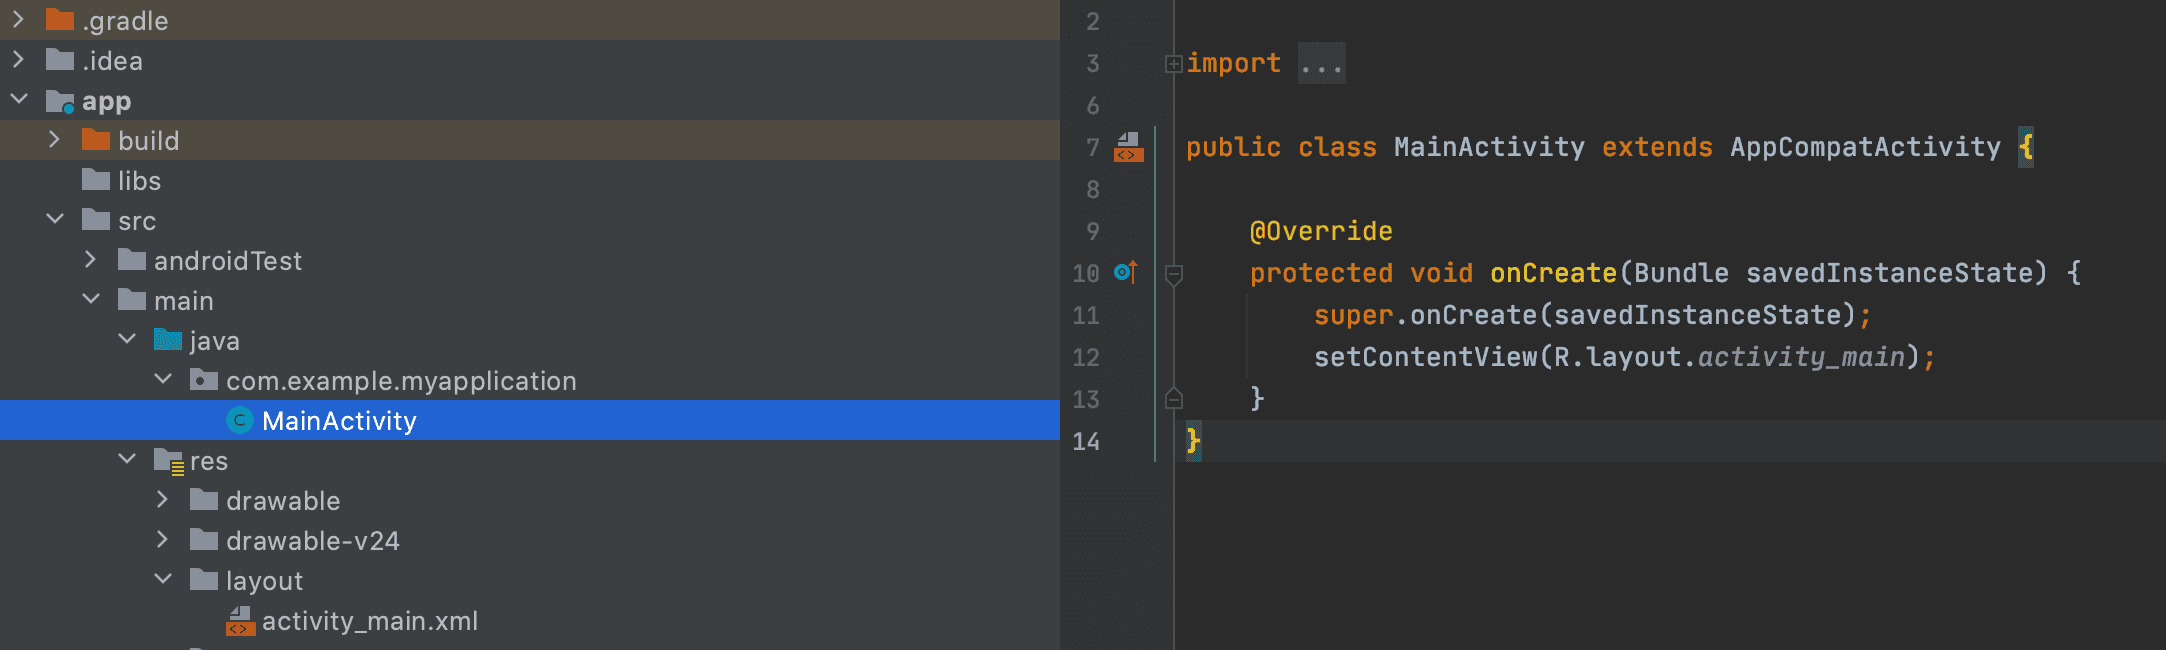 .gradle
.idea
app
build
libs
src
androidTest
main
java
com.example.myapplication
MainActivity
res
drawable
drawable-v24
layout
activity_main.xml
2
3 import ...
6
7 public class MainActivity extends AppCompatActivity {
8
9 @Override
10 protected void onCreate(Bundle savedInstanceState) {
11 super.onCreate(savedInstanceState);
12 setContentView(R.layout.activity_main);
13 }
14 }